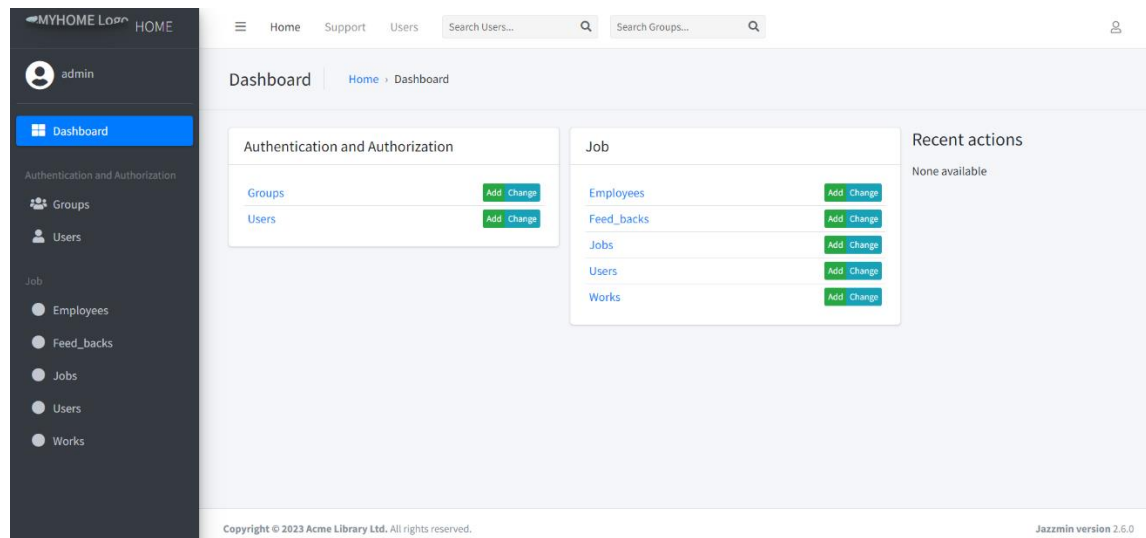 MYHOME Logo HOME
admin
Dashboard
Authentication and Authorization
Groups
Users
Job
Employees
Feed_backs
Jobs
Users
Works
Home Support Users Search Users... Search Groups...
Dashboard Home › Dashboard
Authentication and Authorization
Groups Add Change
Users Add Change
Job
Employees Add Change
Feed_backs Add Change
Jobs Add Change
Users Add Change
Works Add Change
Recent actions
None available
Copyright © 2023 Acme Library Ltd. All rights reserved. Jazzmin version 2.6.0